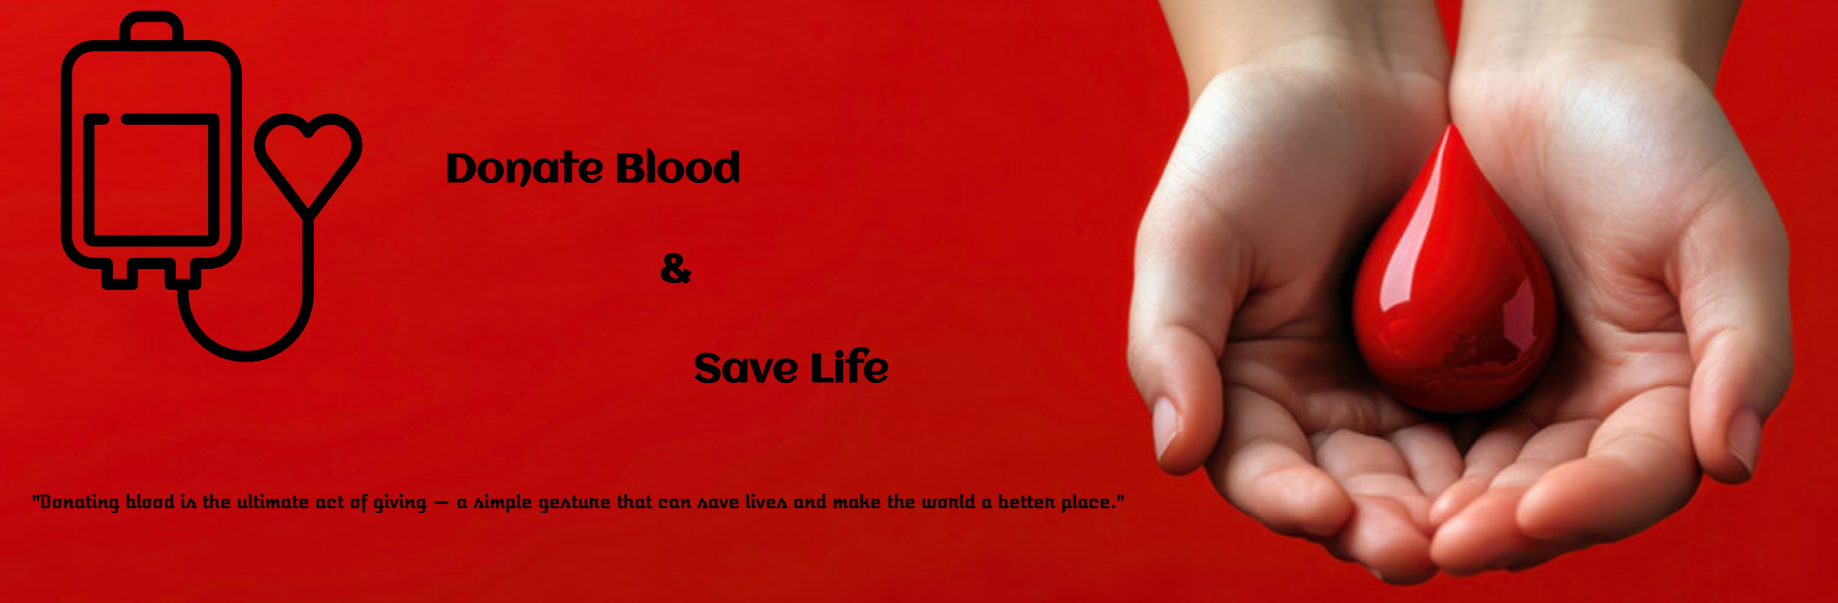 Donate Blood
&
Save Life
"Donating blood is the ultimate act of giving — a simple gesture that can save lives and make the world a better place."